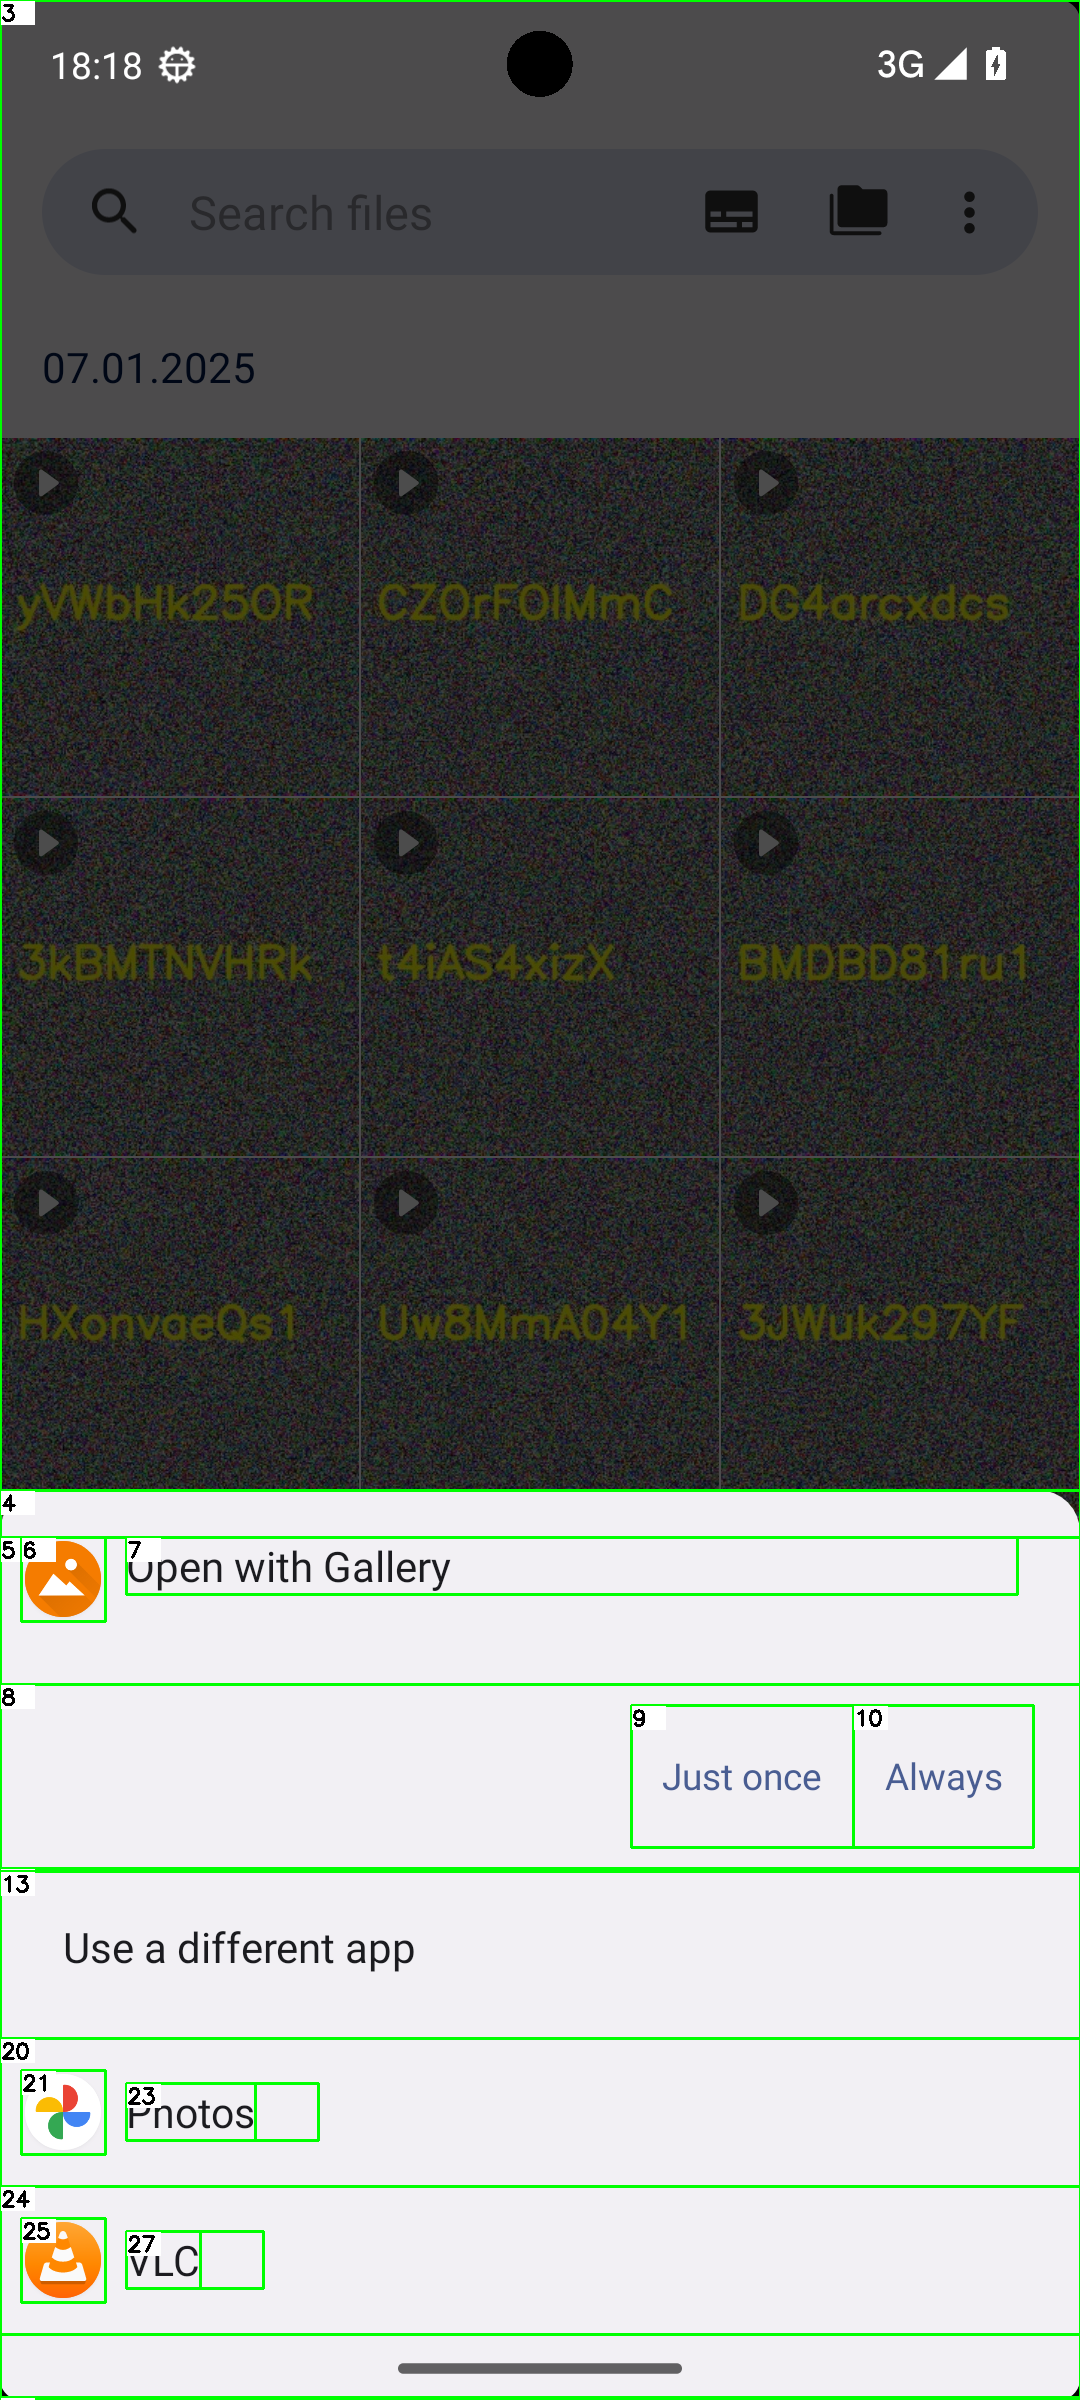 3
18:18 3G
Search files
07.01.2025
yVWbHk25OR CZ0rFOIMmC DG4arcxdcs
3kBMTNVHRk t4iAS4xizX BMDBD81ru1
HXonvaeQs1 Uw8MmA04Y1 3JWuk297YF
4
5 6 7
Open with Gallery
8
9 10
Just once Always
13
Use a different app
20
21 23
Photos
24
25 27
VLC